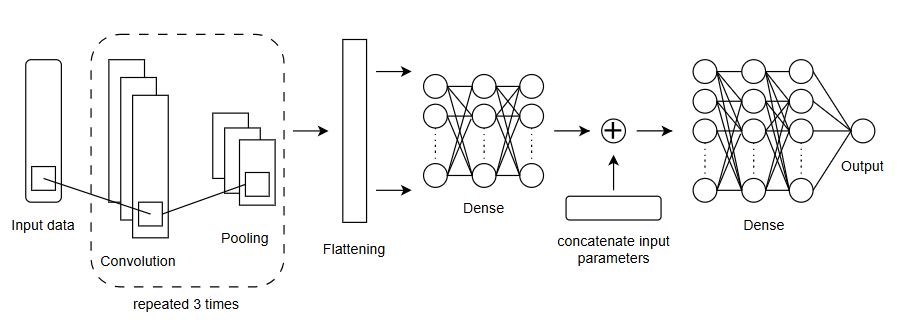 Input data
Convolution
Pooling
repeated 3 times
Flattening
Dense
concatenate input
parameters
Dense
Output